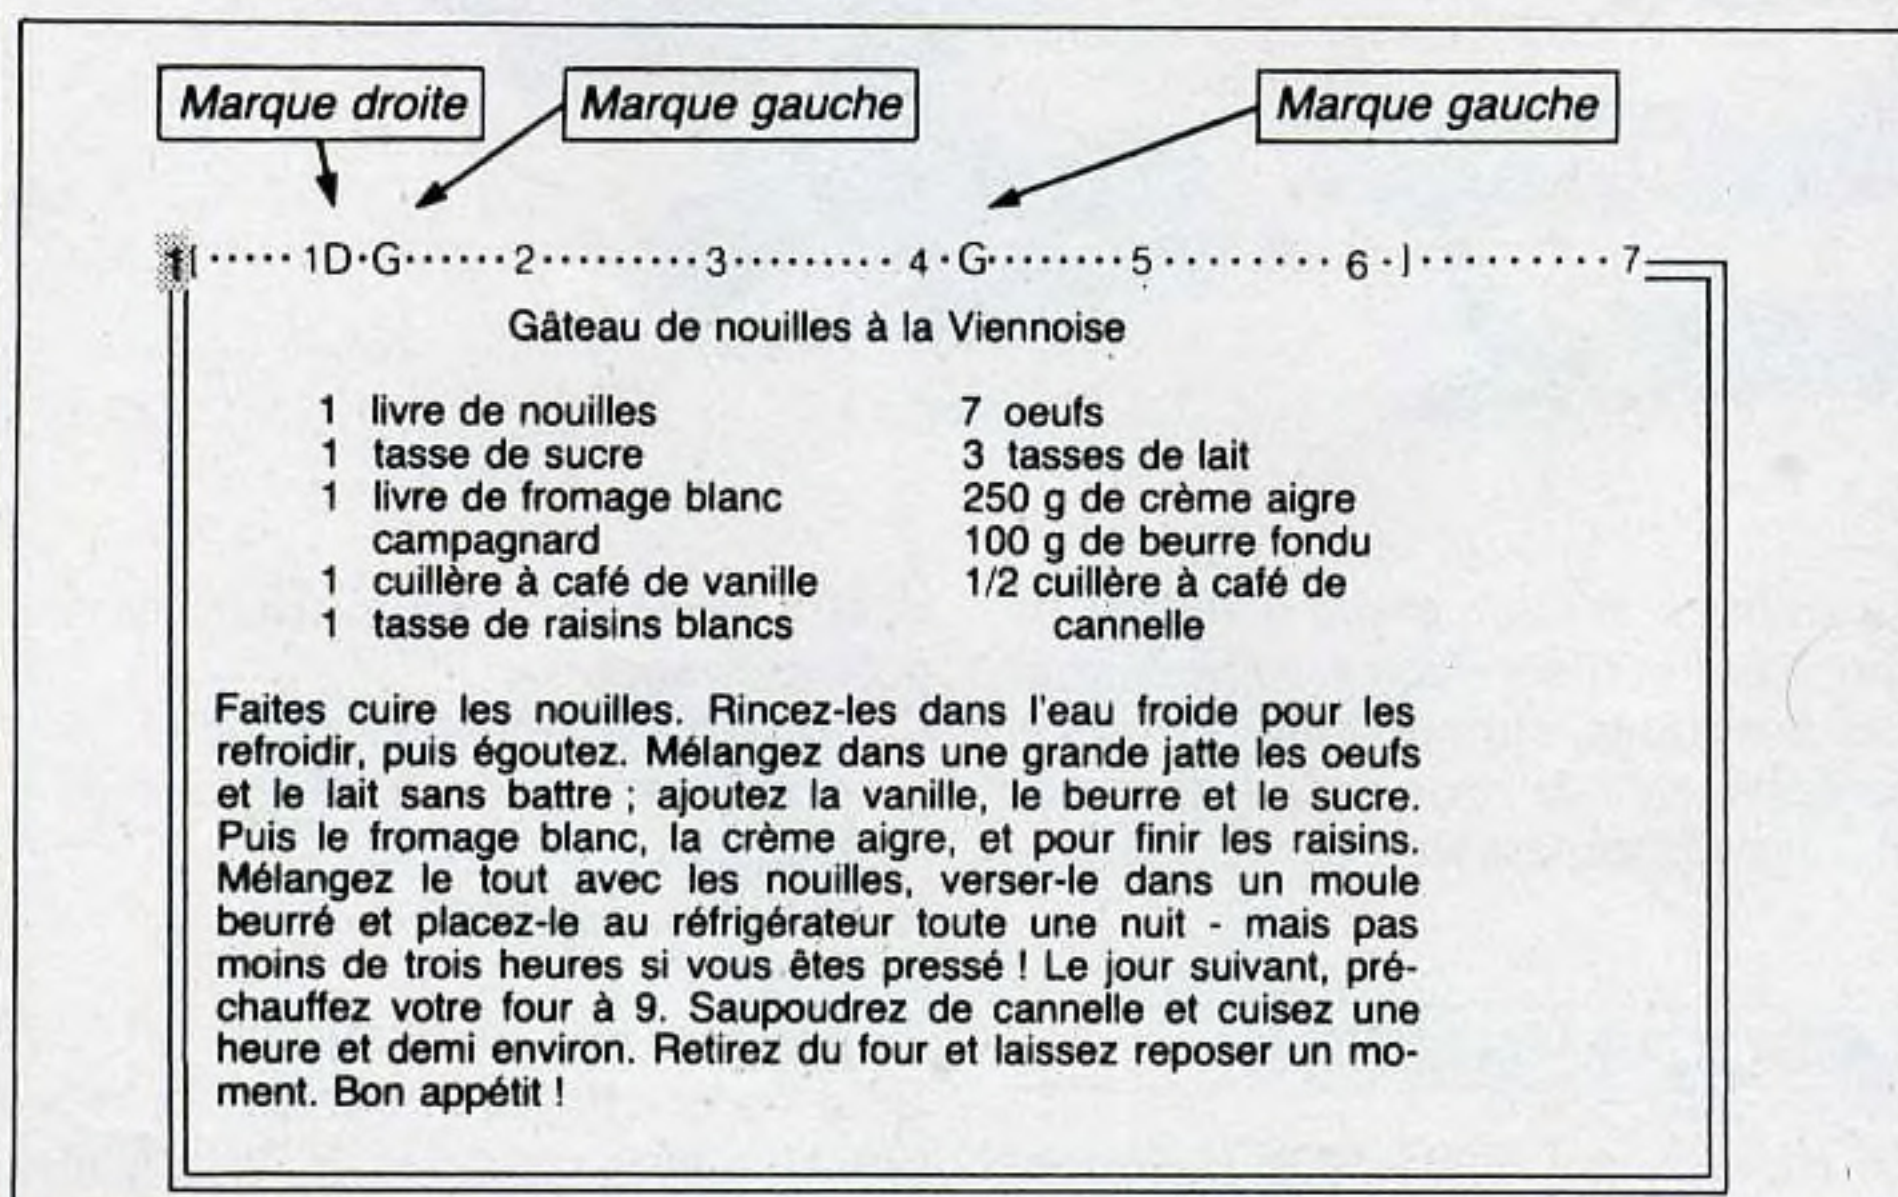 Marque droite Marque gauche Marque gauche
1[·····1D·G······2·········3·········4·G········5·········6·]··········7
Gâteau de nouilles à la Viennoise
1 livre de nouilles 7 oeufs
1 tasse de sucre 3 tasses de lait
1 livre de fromage blanc 250 g de crème aigre
campagnard 100 g de beurre fondu
1 cuillère à café de vanille 1/2 cuillère à café de
1 tasse de raisins blancs cannelle
Faites cuire les nouilles. Rincez-les dans l'eau froide pour les
refroidir, puis égoutez. Mélangez dans une grande jatte les oeufs
et le lait sans battre ; ajoutez la vanille, le beurre et le sucre.
Puis le fromage blanc, la crème aigre, et pour finir les raisins.
Mélangez le tout avec les nouilles, verser-le dans un moule
beurré et placez-le au réfrigérateur toute une nuit - mais pas
moins de trois heures si vous êtes pressé ! Le jour suivant, pré-
chauffez votre four à 9. Saupoudrez de cannelle et cuisez une
heure et demi environ. Retirez du four et laissez reposer un mo-
ment. Bon appétit !